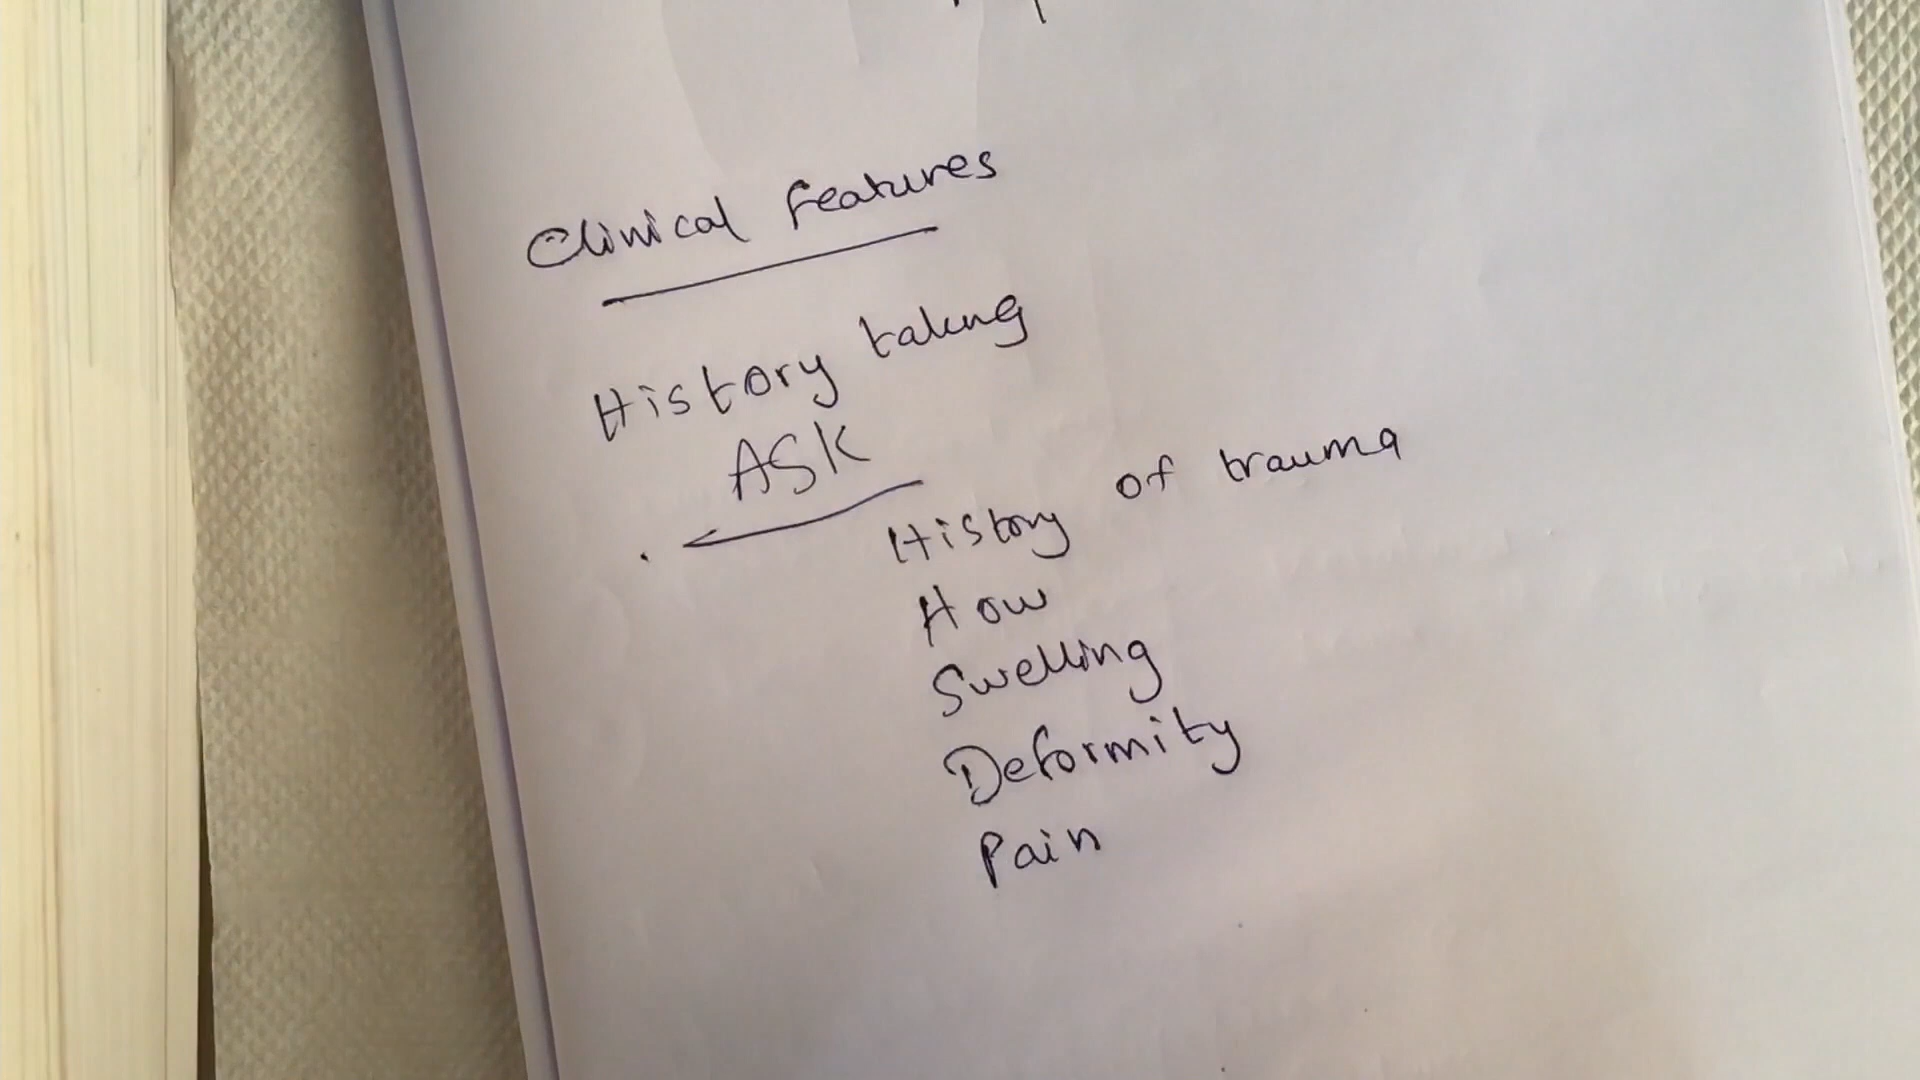 Clinical features
History taking
ASK
History of trauma
How
Swelling
Deformity
Pain